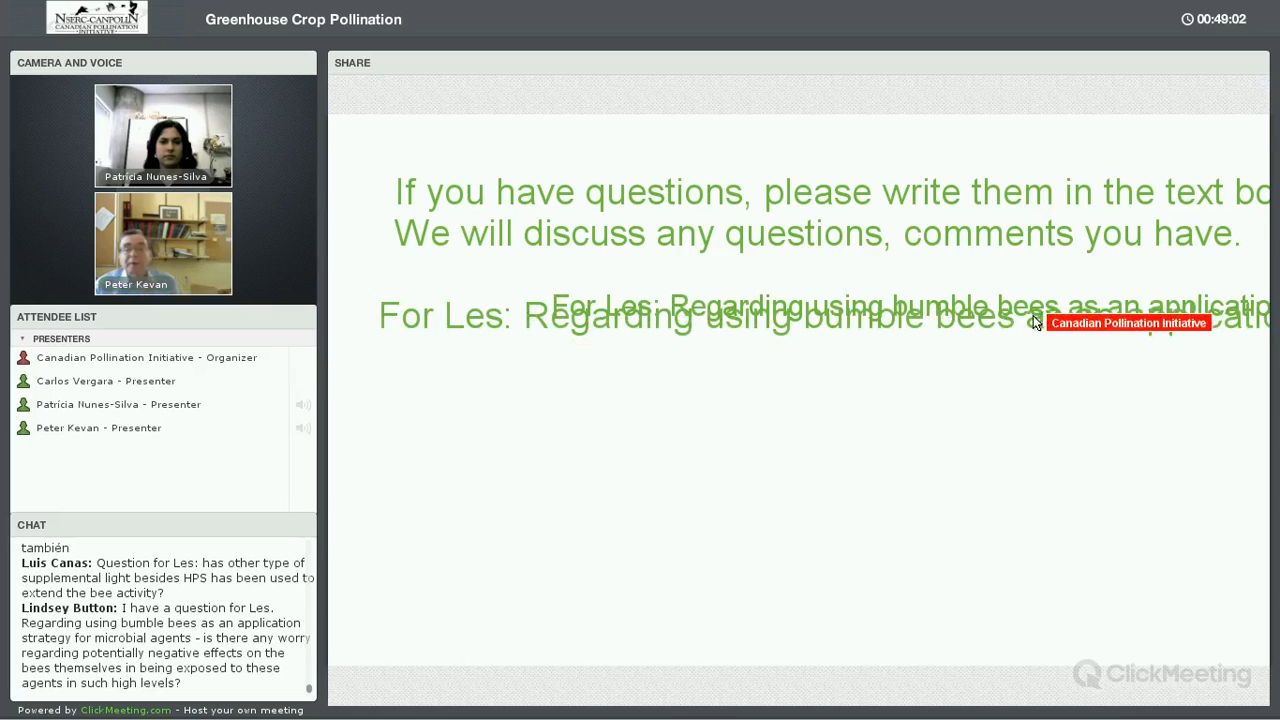 NSERC-CANPOLIN
CANADIAN POLLINATION
INITIATIVE
Greenhouse Crop Pollination
00:49:02
CAMERA AND VOICE
Patrícia Nunes-Silva
Peter Kevan
ATTENDEE LIST
PRESENTERS
Canadian Pollination Initiative - Organizer
Carlos Vergara - Presenter
Patrícia Nunes-Silva - Presenter
Peter Kevan - Presenter
CHAT
también
Luis Canas: Question for Les: has other type of
supplemental light besides HPS has been used to
extend the bee activity?
Lindsey Button: I have a question for Les.
Regarding using bumble bees as an application
strategy for microbial agents - is there any worry
regarding potentially negative effects on the
bees themselves in being exposed to these
agents in such high levels?
Powered by ClickMeeting.com - Host your own meeting
SHARE
If you have questions, please write them in the text bo
We will discuss any questions, comments you have.
For Les: Regarding using bumble bees as an applicatio
For Les: Regarding using bumble bees as an applicatio
Canadian Pollination Initiative
ClickMeeting